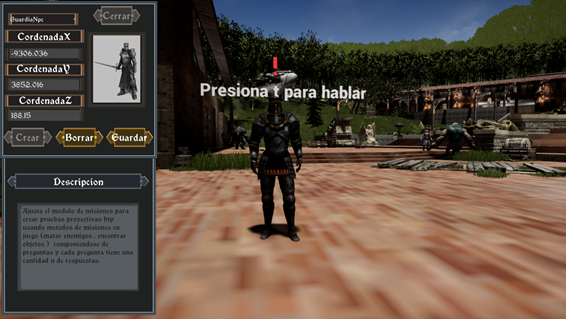 GuardiaNpc
Cerrar
CordenadaX
-9306.036
CordenadaY
3852.016
CordenadaZ
188.15
Crear
Borrar
Guardar
Presiona t para hablar
Descripcion
Ajusta el modulo de misiones para
crear pruebas proyectivas htp
usando metodos de misiones en
juego (matar enemigos , encontrar
objetos ) componiendose de
preguntas y cada pregunta tiene una
cantidad n de respuestas.